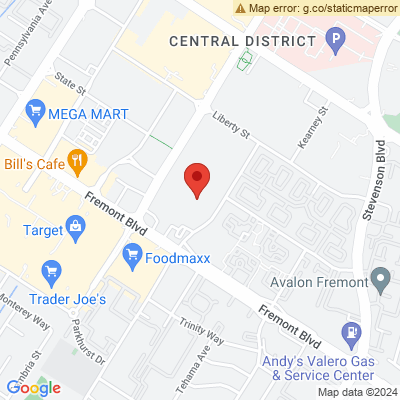 Map error: g.co/staticmaperror
Pennsylvania Ave
CENTRAL DISTRICT
P
State St
MEGA MART
Liberty St
Kearney St
Stevenson Blvd
Bill's Cafe
Fremont Blvd
Target
Foodmaxx
Trader Joe's
Avalon Fremont
Monterey Way
Parkhurst Dr
Trinity Way
Fremont Blvd
Tehama Ave
Andy's Valero Gas
& Service Center
mbria St
Google
Map data ©2024